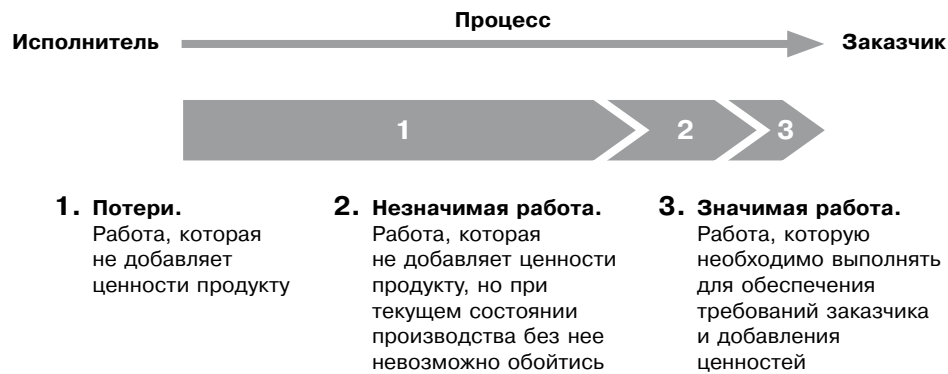 Процесс
Исполнитель
Заказчик
1
2
3
1. Потери.
Работа, которая
не добавляет
ценности продукту
2. Незначимая работа.
Работа, которая
не добавляет ценности
продукту, но при
текущем состоянии
производства без нее
невозможно обойтись
3. Значимая работа.
Работа, которую
необходимо выполнять
для обеспечения
требований заказчика
и добавления
ценностей